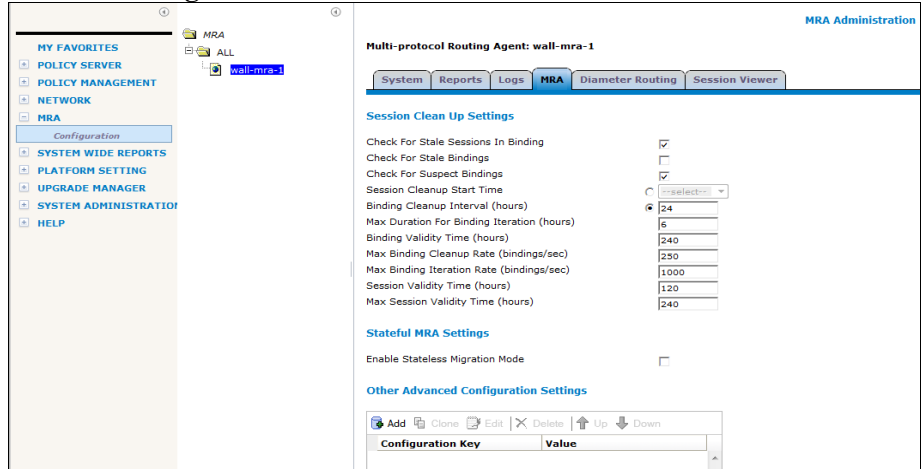 MRA Administration
MY FAVORITES
POLICY SERVER
POLICY MANAGEMENT
NETWORK
MRA
Configuration
SYSTEM WIDE REPORTS
PLATFORM SETTING
UPGRADE MANAGER
SYSTEM ADMINISTRATION
HELP
MRA
ALL
wall-mra-1
Multi-protocol Routing Agent: wall-mra-1
System Reports Logs MRA Diameter Routing Session Viewer
Session Clean Up Settings
Check For Stale Sessions In Binding
Check For Stale Bindings
Check For Suspect Bindings
Session Cleanup Start Time --select--
Binding Cleanup Interval (hours) 24
Max Duration For Binding Iteration (hours) 6
Binding Validity Time (hours) 240
Max Binding Cleanup Rate (bindings/sec) 250
Max Binding Iteration Rate (bindings/sec) 1000
Session Validity Time (hours) 120
Max Session Validity Time (hours) 240
Stateful MRA Settings
Enable Stateless Migration Mode
Other Advanced Configuration Settings
Add Clone Edit Delete Up Down
Configuration Key Value